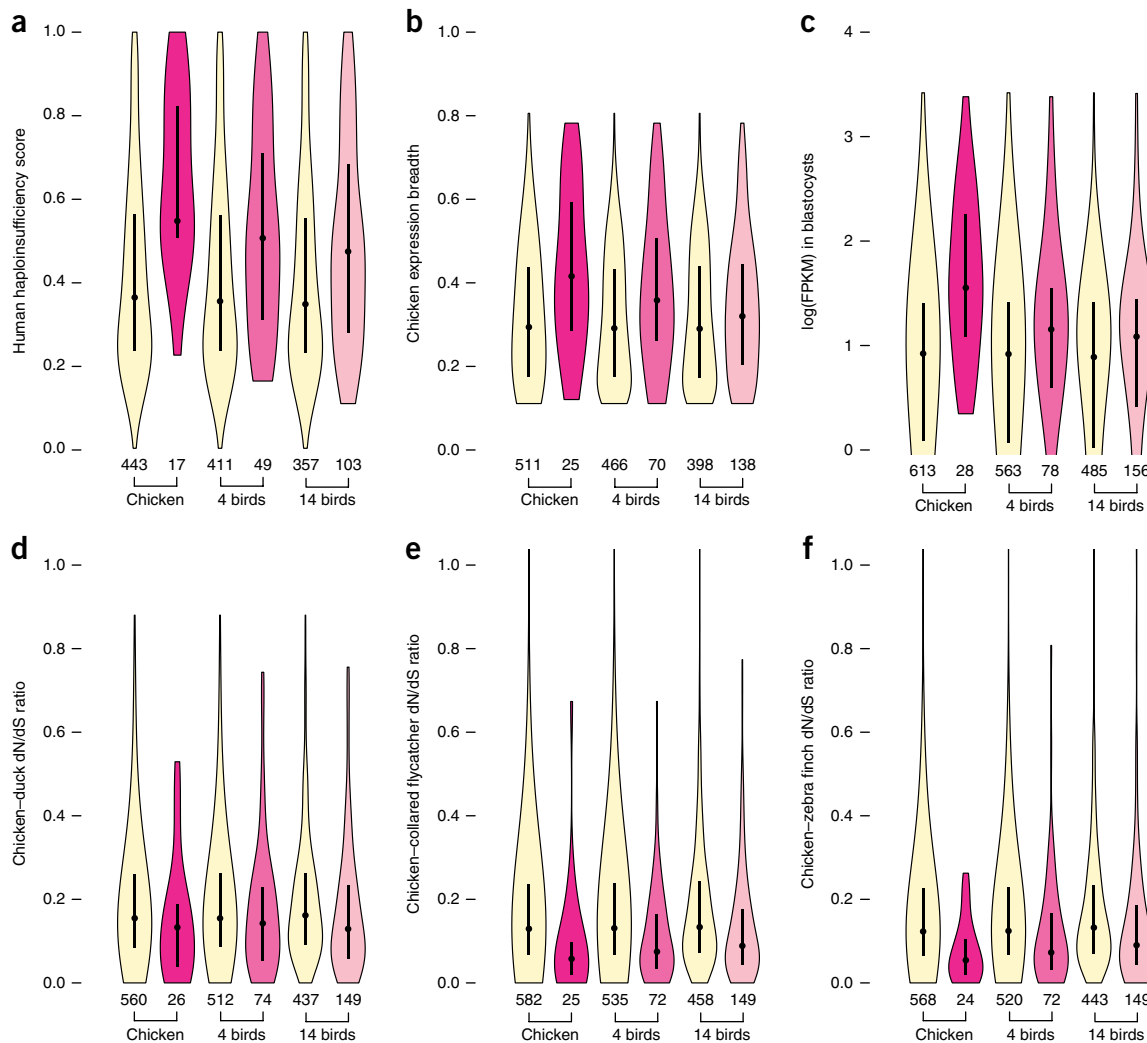 a
Human haploinsufficiency score
1.0
0.8
0.6
0.4
0.2
0.0
443 17 411 49 357 103
Chicken 4 birds 14 birds
b
Chicken expression breadth
1.0
0.8
0.6
0.4
0.2
0.0
511 25 466 70 398 138
Chicken 4 birds 14 birds
c
log(FPKM) in blastocysts
4
3
2
1
0
613 28 563 78 485 156
Chicken 4 birds 14 birds
d
Chicken–duck dN/dS ratio
1.0
0.8
0.6
0.4
0.2
0.0
560 26 512 74 437 149
Chicken 4 birds 14 birds
e
Chicken–collared flycatcher dN/dS ratio
1.0
0.8
0.6
0.4
0.2
0.0
582 25 535 72 458 149
Chicken 4 birds 14 birds
f
Chicken–zebra finch dN/dS ratio
1.0
0.8
0.6
0.4
0.2
0.0
568 24 520 72 443 149
Chicken 4 birds 14 birds